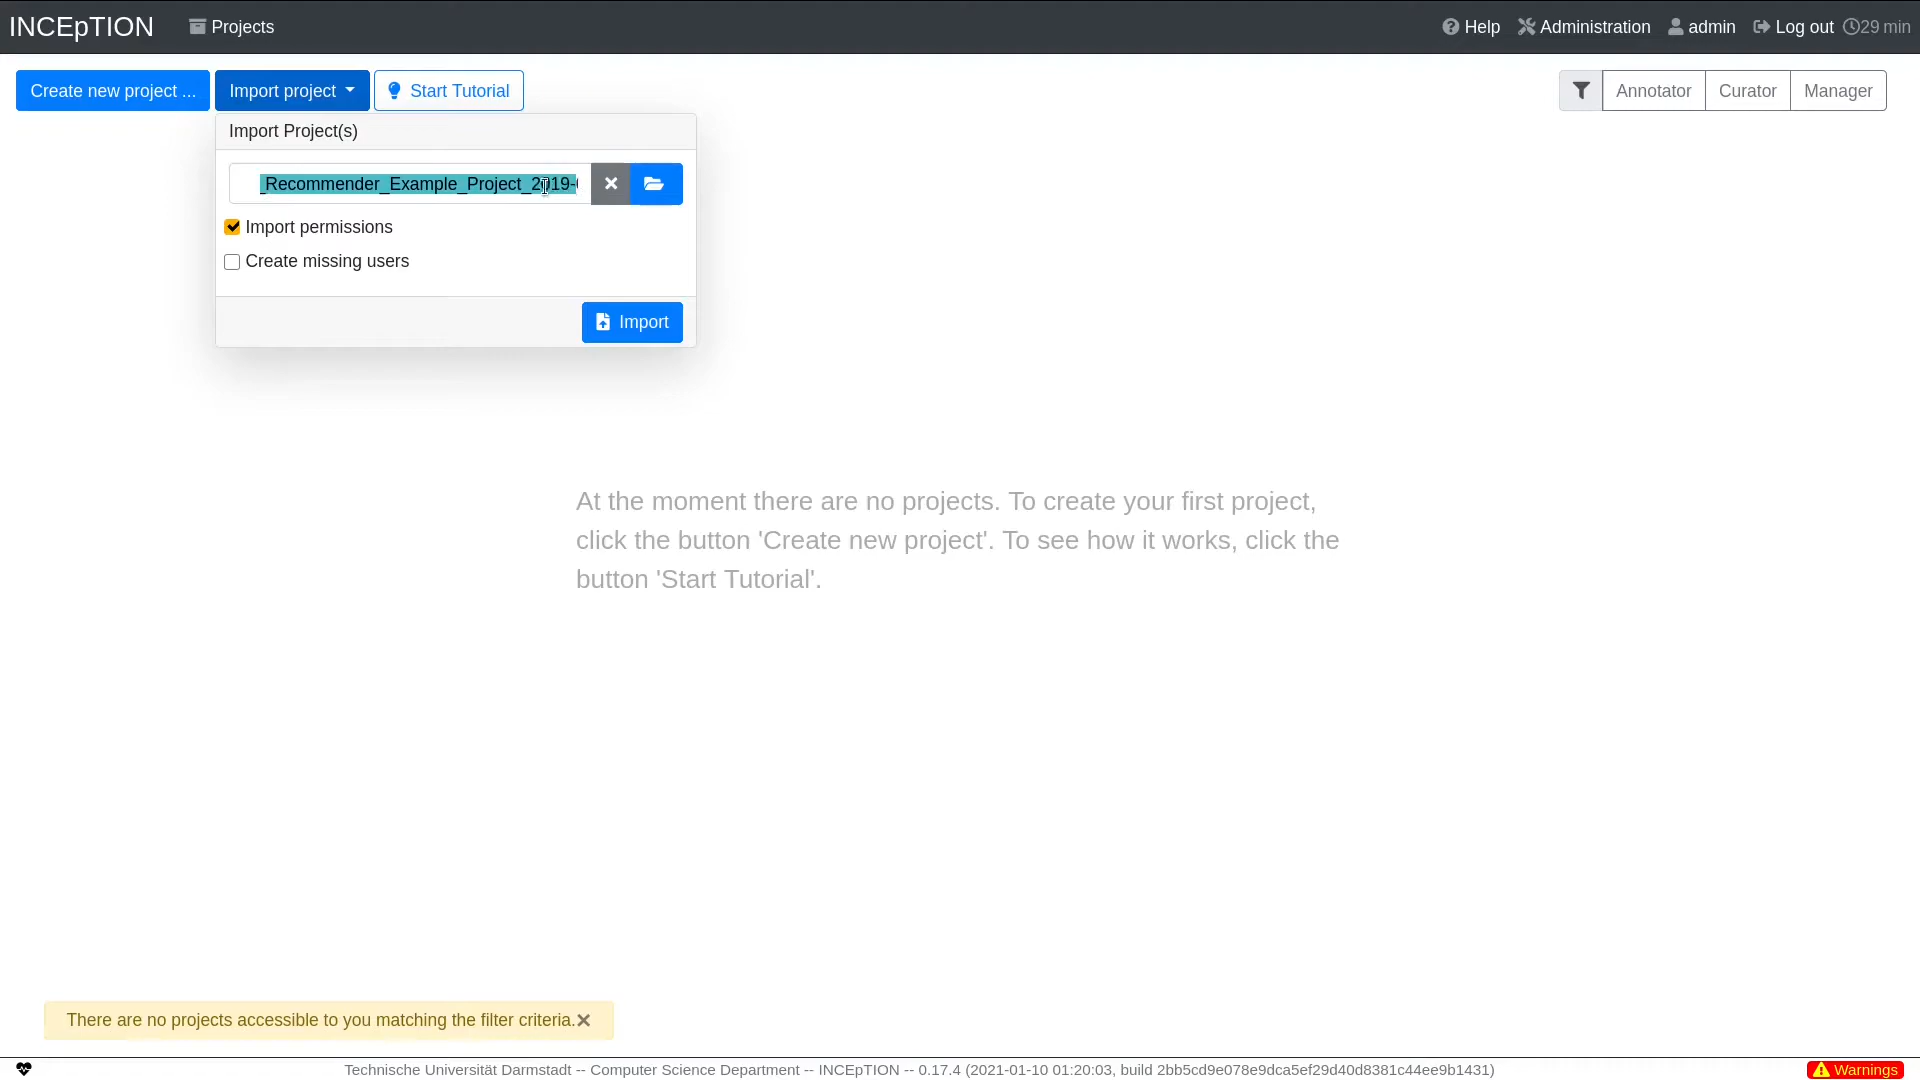 INCEpTION
Projects
Help
Administration
admin
Log out
29 min
Create new project ...
Import project
Start Tutorial
Annotator
Curator
Manager
Import Project(s)
_Recommender_Example_Project_2019-
Import permissions
Create missing users
Import
At the moment there are no projects. To create your first project,
click the button 'Create new project'. To see how it works, click the
button 'Start Tutorial'.
There are no projects accessible to you matching the filter criteria.
Technische Universität Darmstadt -- Computer Science Department -- INCEpTION -- 0.17.4 (2021-01-10 01:20:03, build 2bb5cd9e078e9dca5ef29d40d8381c44ee9b1431)
Warnings